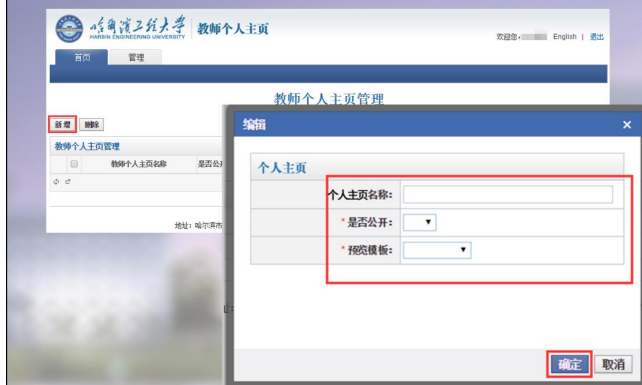 哈尔滨工程大学 教师个人主页
HARBIN ENGINEERING UNIVERSITY
欢迎您， English | 退出
首页 管理
教师个人主页管理
新增 删除
教师个人主页管理
教师个人主页名称 是否公开
地址：哈尔滨市
编辑 ×
个人主页
个人主页名称：
*是否公开：
*预览模板：
确定 取消